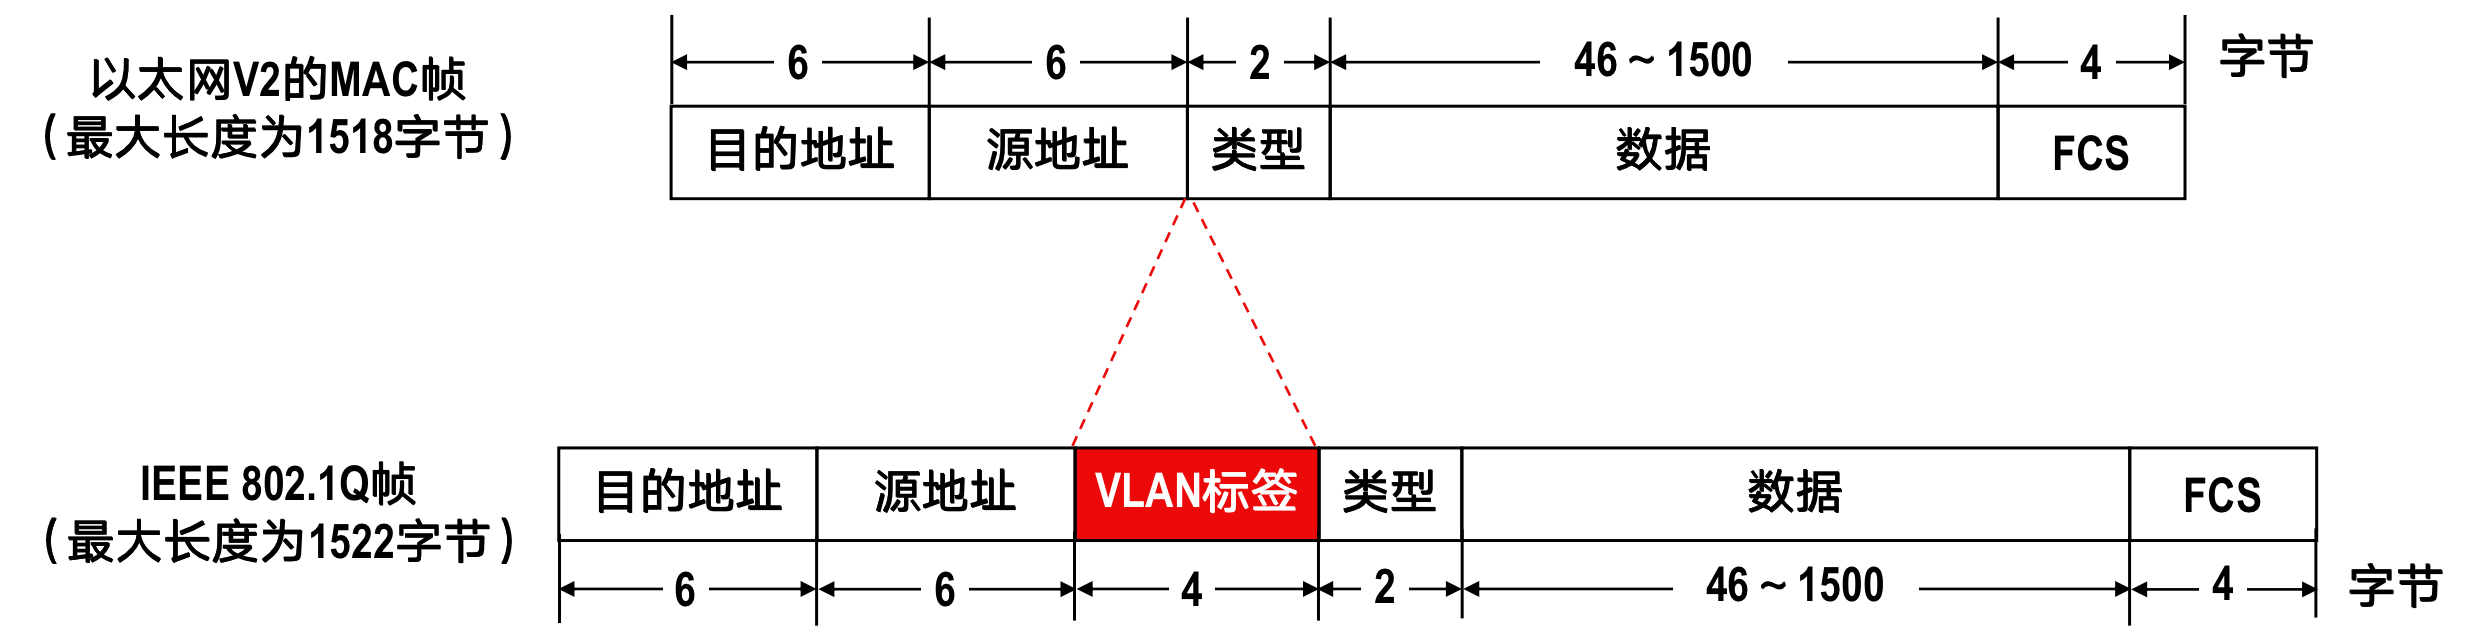 以太网V2的MAC帧
（最大长度为1518字节）
6 6 2 46～1500 4 字节
目的地址 源地址 类型 数据 FCS
IEEE 802.1Q帧
（最大长度为1522字节）
目的地址 源地址 VLAN标签 类型 数据 FCS
6 6 4 2 46～1500 4 字节